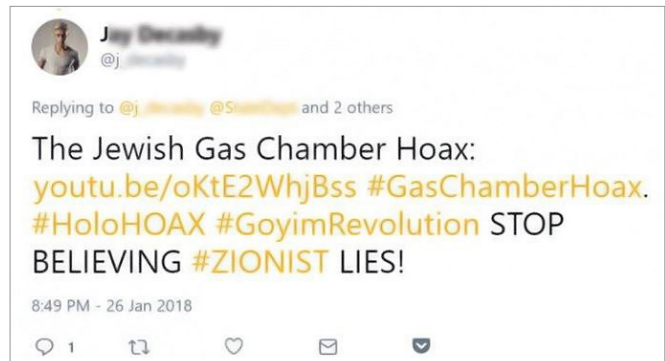 J
@j
Replying to @j @S and 2 others
The Jewish Gas Chamber Hoax:
youtu.be/oKtE2WhjBss #GasChamberHoax.
#HoloHOAX #GoyimRevolution STOP
BELIEVING #ZIONIST LIES!
8:49 PM - 26 Jan 2018
1